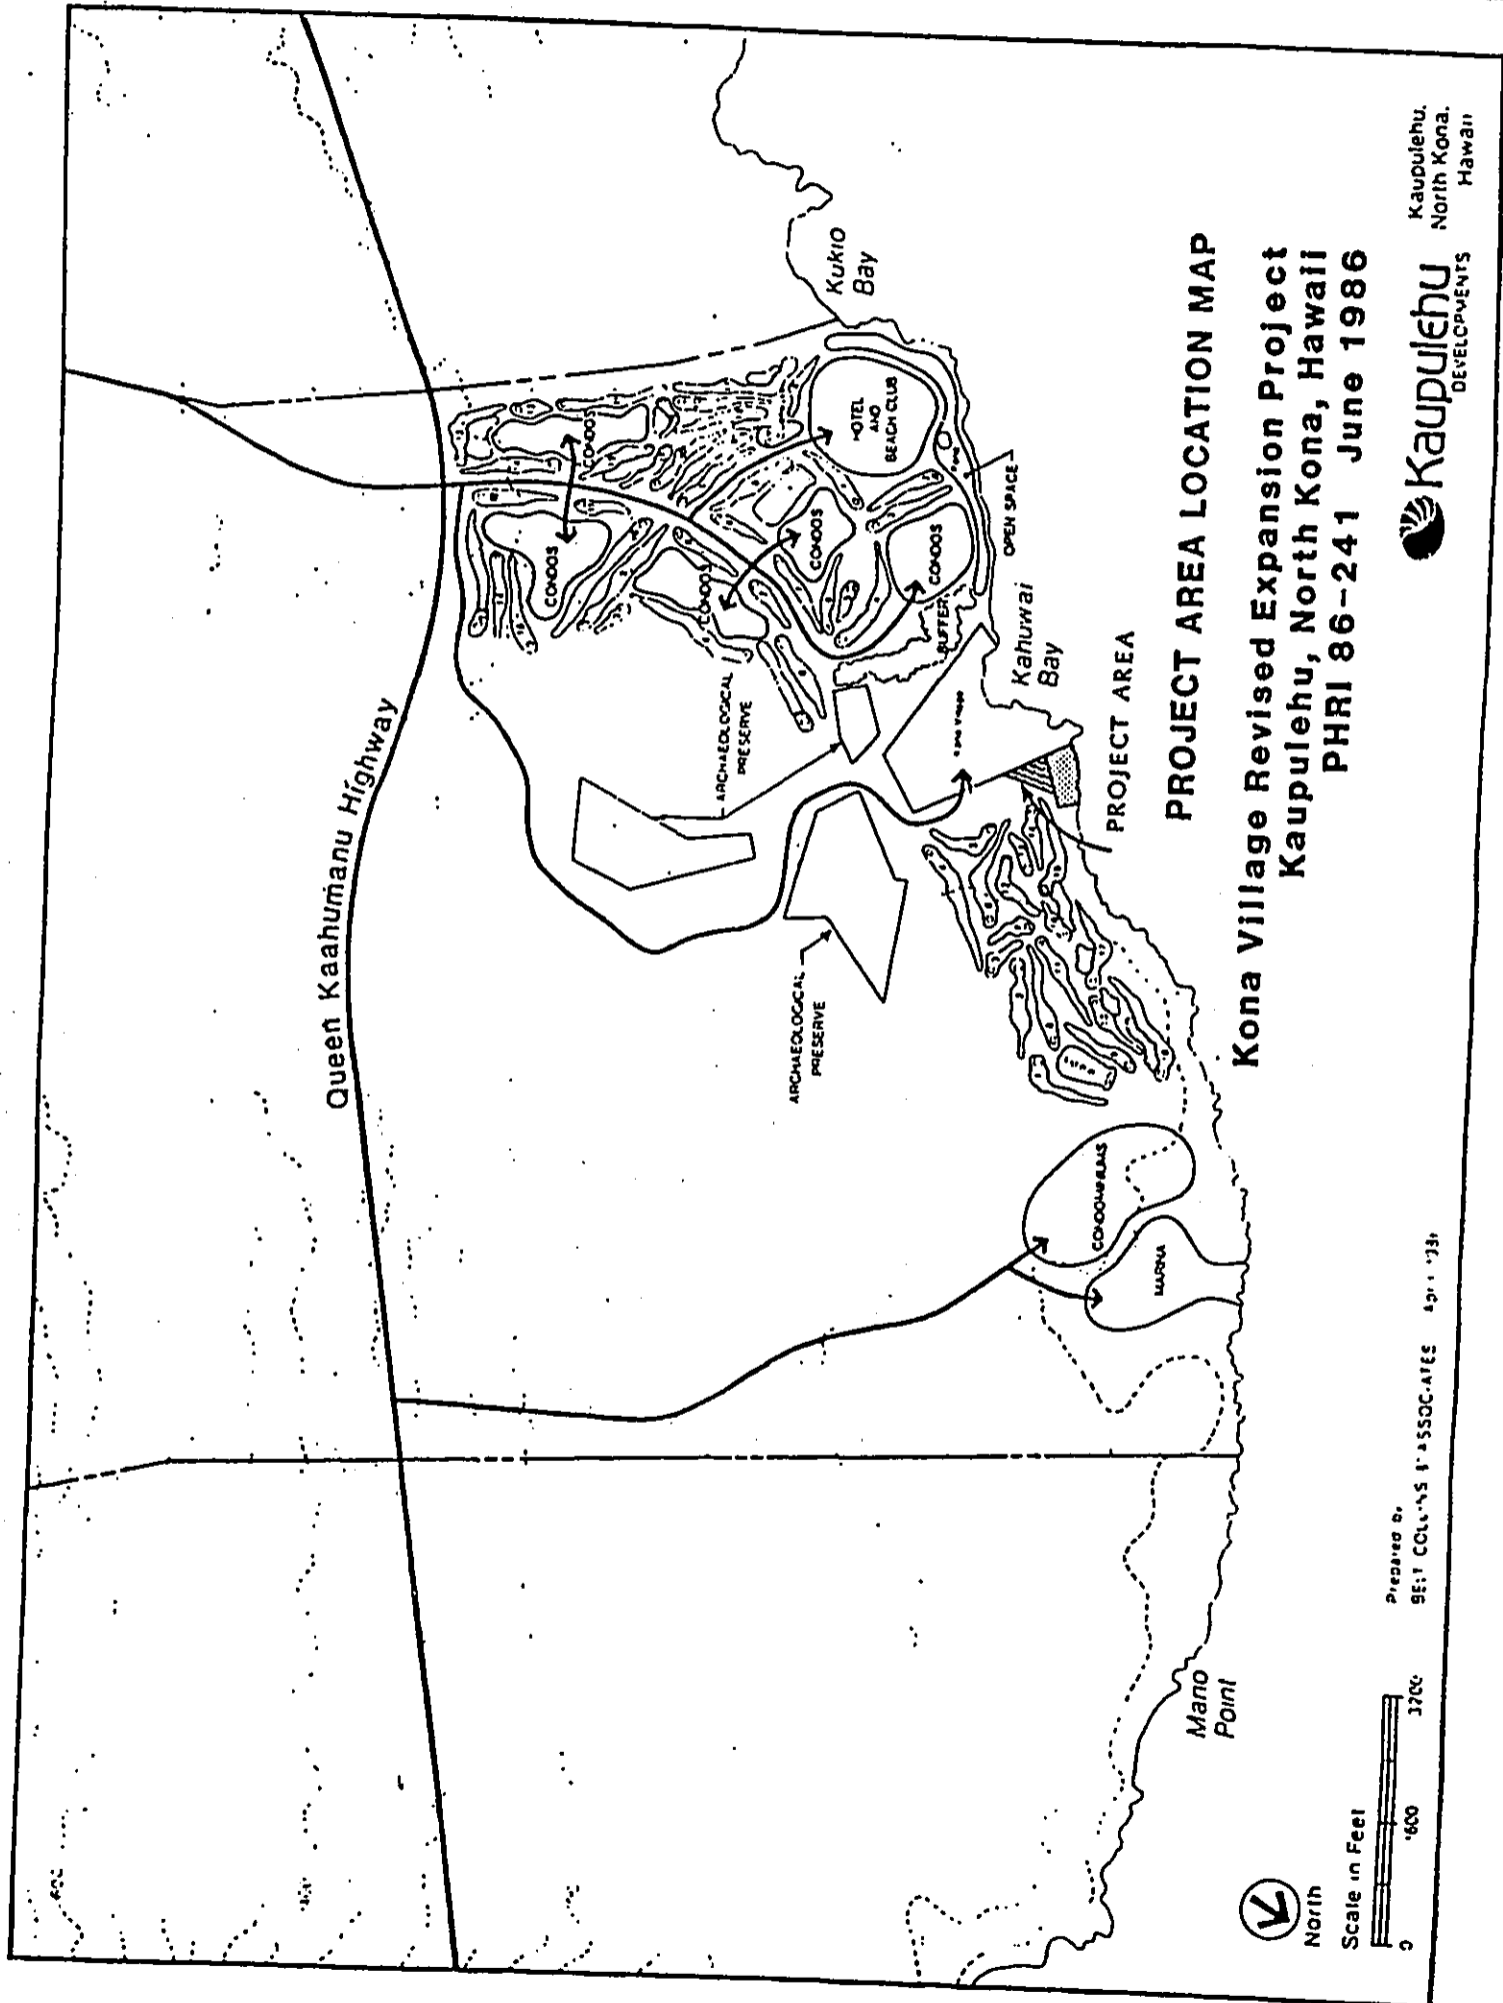 Queen Kaahumanu Highway
CONDOS
CONDOS
CONDOS
CONDOS
CONDOS
HOTEL
AND
BEACH CLUB
Kukio
Bay
OPEN SPACE
BUFFER
Kahuwai
Bay
ARCHAEOLOGICAL
PRESERVE
ARCHAEOLOGICAL
PRESERVE
PROJECT AREA
CONDOMINIUMS
MARINA
Mano
Point
PROJECT AREA LOCATION MAP
Kona Village Revised Expansion Project
Kaupulehu, North Kona, Hawaii
PHRI 86-241 June 1986
North
Scale in Feet
0
Prepared by
Kaupulehu
DEVELOPMENTS
Kaupulehu,
North Kona,
Hawaii